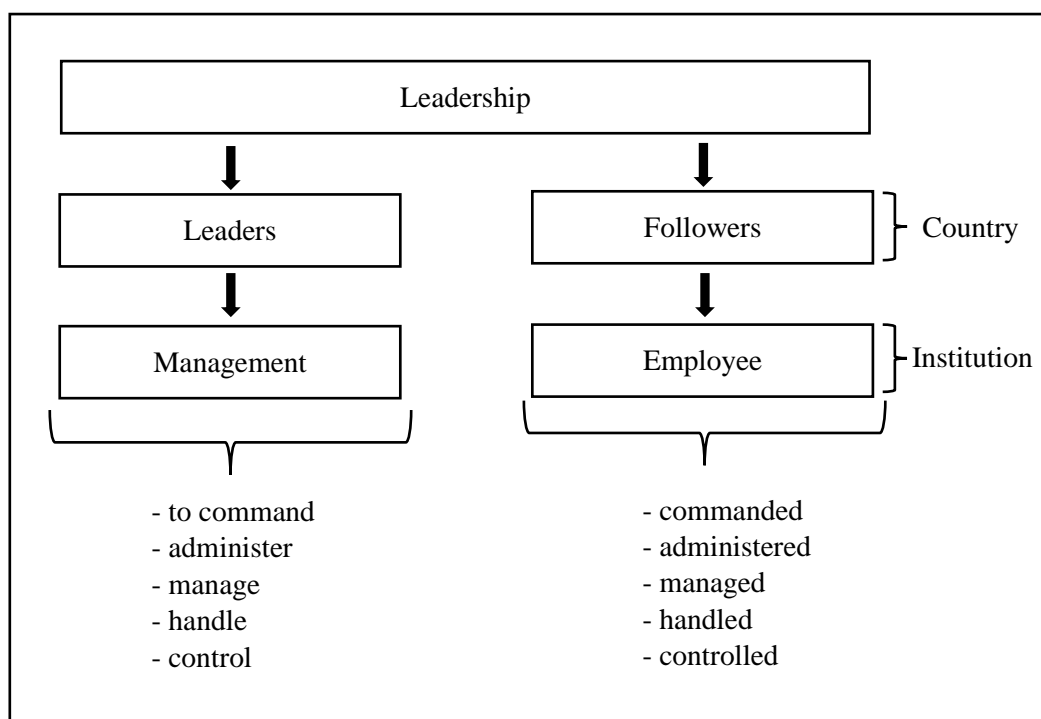 Leadership
Leaders
Followers
Country
Management
Employee
Institution
- to command
- administer
- manage
- handle
- control
- commanded
- administered
- managed
- handled
- controlled